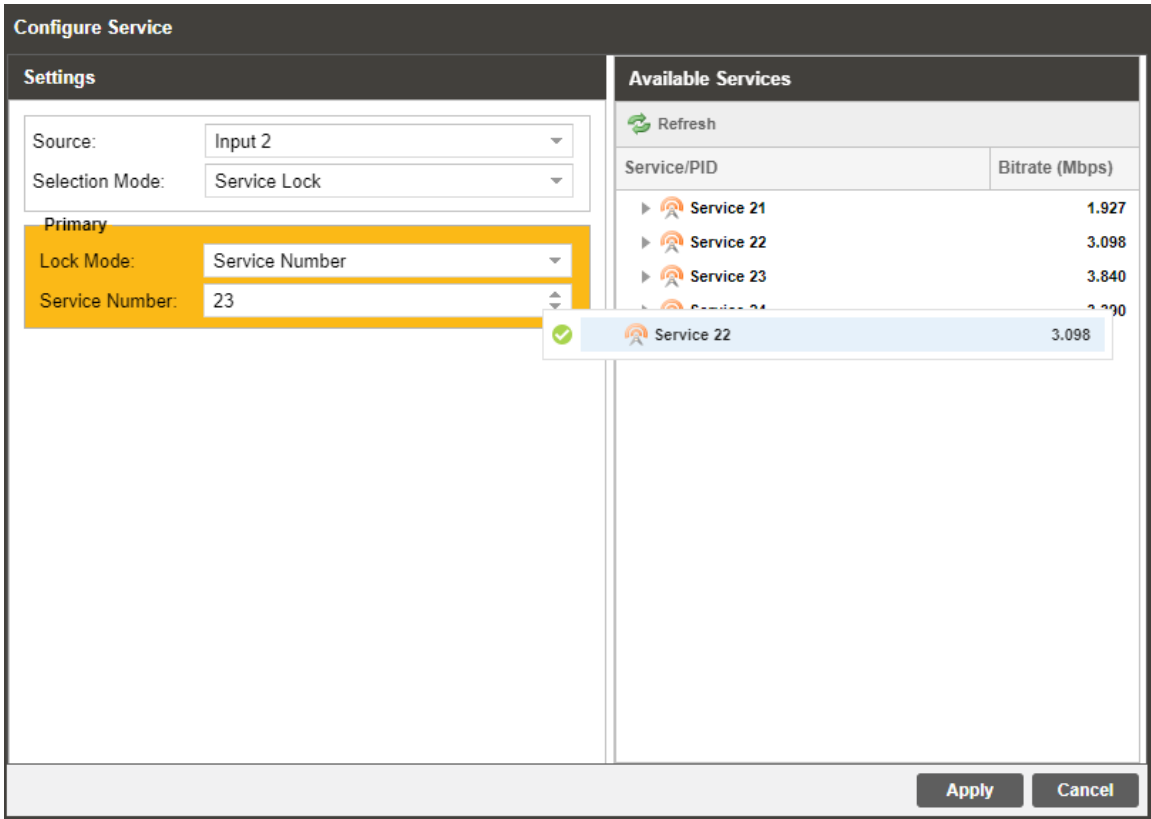 Configure Service
Settings
Source:
Input 2
Selection Mode:
Service Lock
Primary
Lock Mode:
Service Number
Service Number:
23
Available Services
Refresh
Service/PID
Bitrate (Mbps)
Service 21
1.927
Service 22
3.098
Service 23
3.840
Service 22
3.098
Apply
Cancel